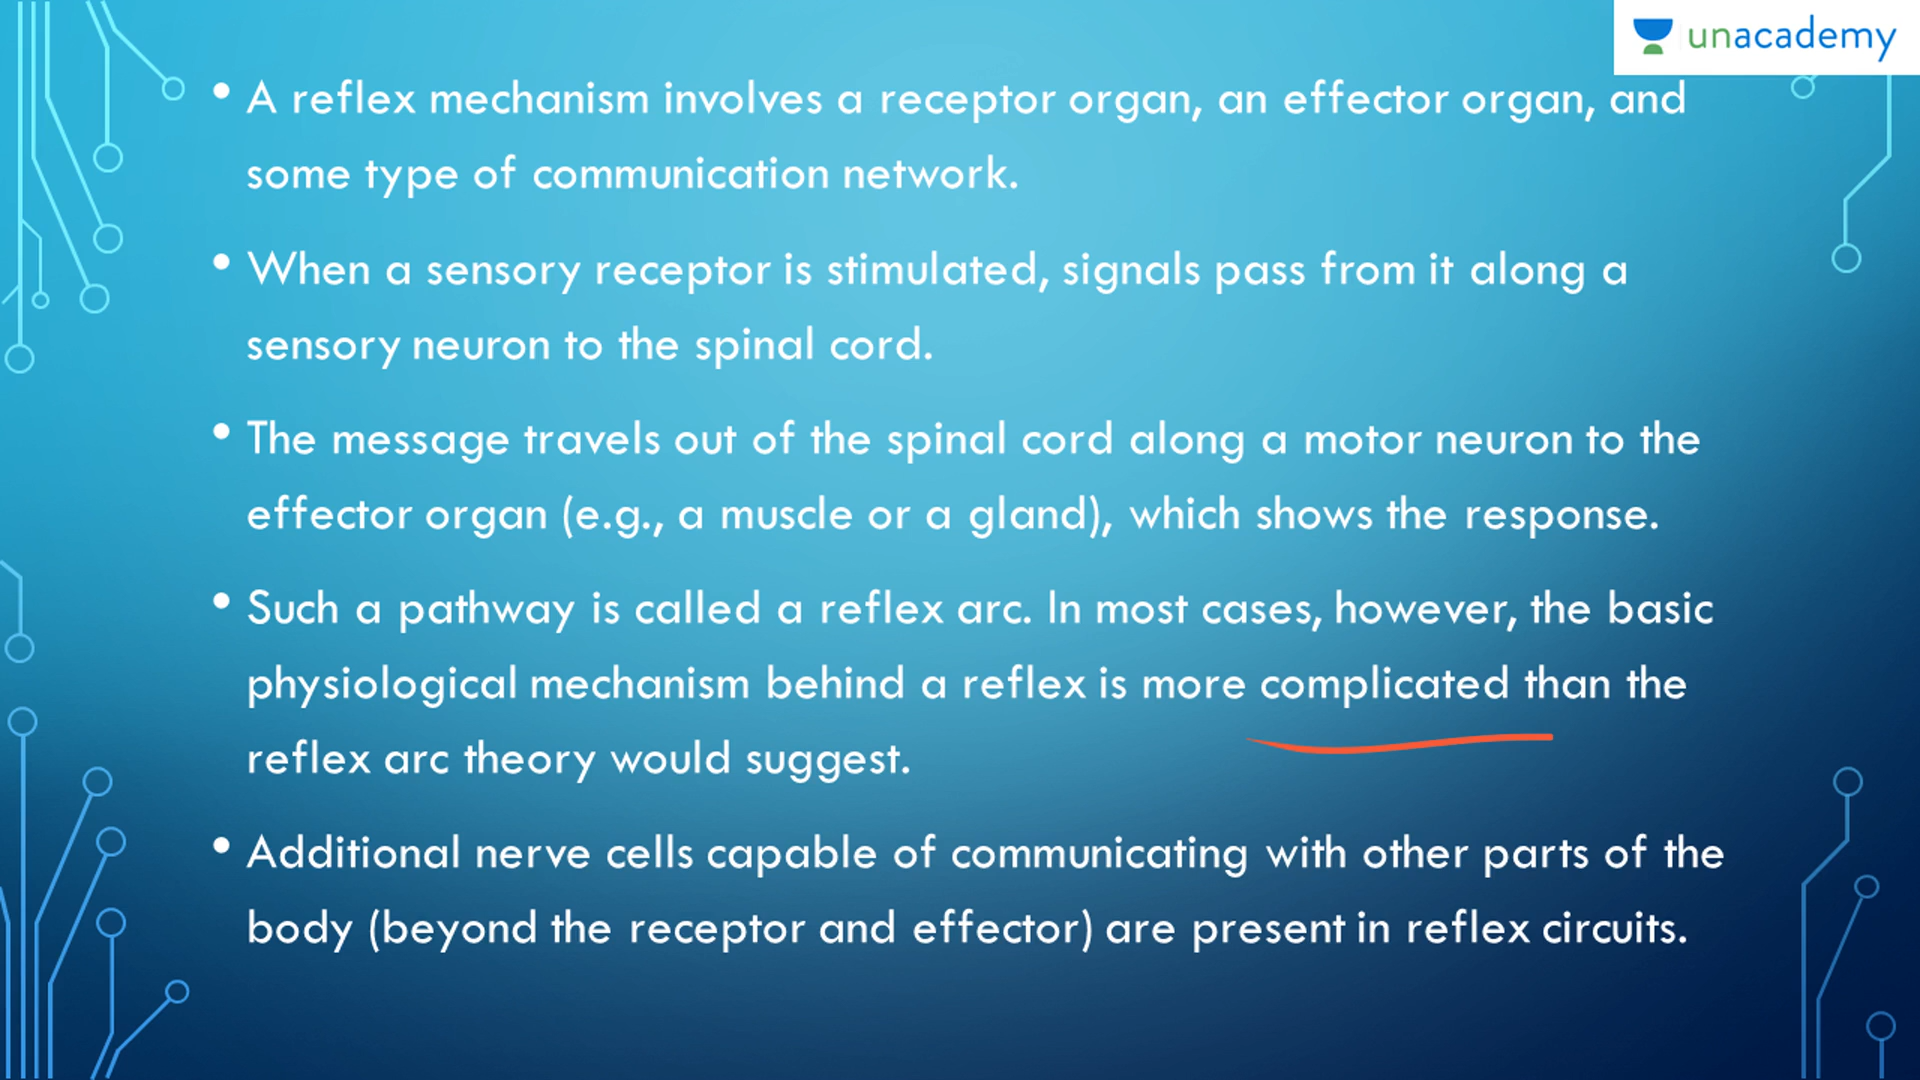 unacademy
• A reflex mechanism involves a receptor organ, an effector organ, and
some type of communication network.
• When a sensory receptor is stimulated, signals pass from it along a
sensory neuron to the spinal cord.
• The message travels out of the spinal cord along a motor neuron to the
effector organ (e.g., a muscle or a gland), which shows the response.
• Such a pathway is called a reflex arc. In most cases, however, the basic
physiological mechanism behind a reflex is more complicated than the
reflex arc theory would suggest.
• Additional nerve cells capable of communicating with other parts of the
body (beyond the receptor and effector) are present in reflex circuits.